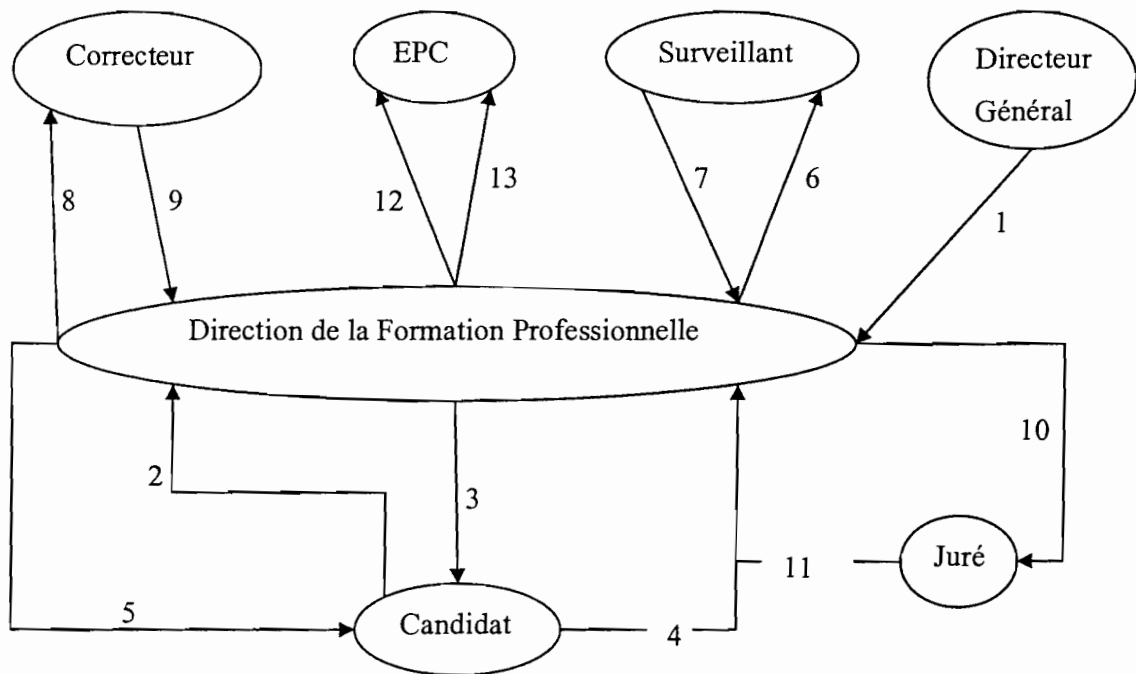 Correcteur
EPC
Surveillant
Directeur
Général
8
9
12
13
7
6
1
Direction de la Formation Professionnelle
2
3
10
11
Juré
5
Candidat
4